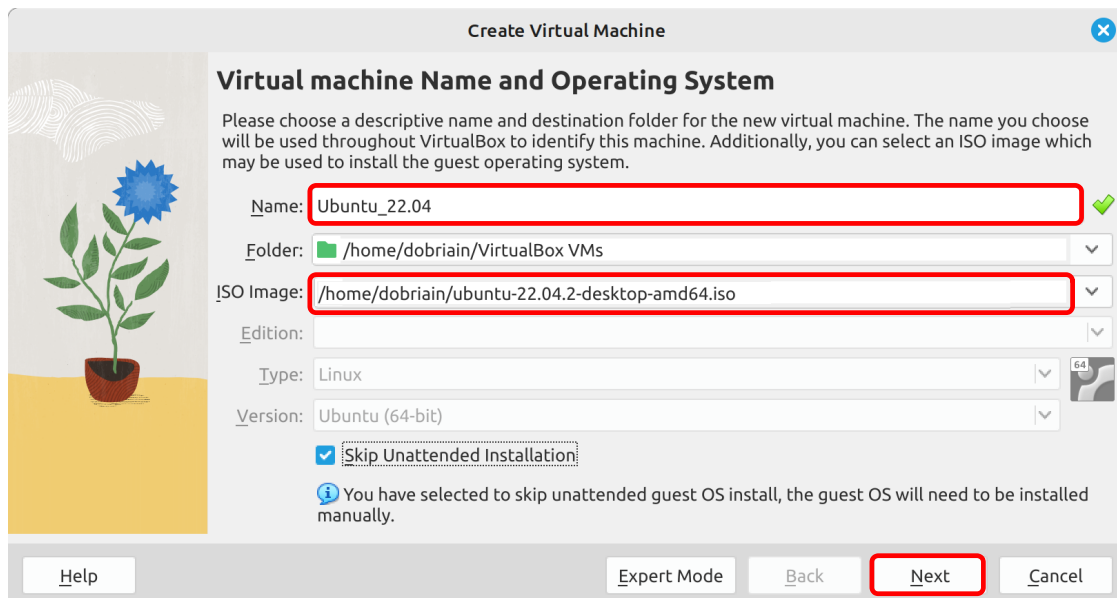 Create Virtual Machine
Virtual machine Name and Operating System
Please choose a descriptive name and destination folder for the new virtual machine. The name you choose
will be used throughout VirtualBox to identify this machine. Additionally, you can select an ISO image which
may be used to install the guest operating system.
Name: Ubuntu_22.04
Folder: /home/dobriain/VirtualBox VMs
ISO Image: /home/dobriain/ubuntu-22.04.2-desktop-amd64.iso
Edition:
Type: Linux
64
Version: Ubuntu (64-bit)
Skip Unattended Installation
You have selected to skip unattended guest OS install, the guest OS will need to be installed
manually.
Help Expert Mode Back Next Cancel